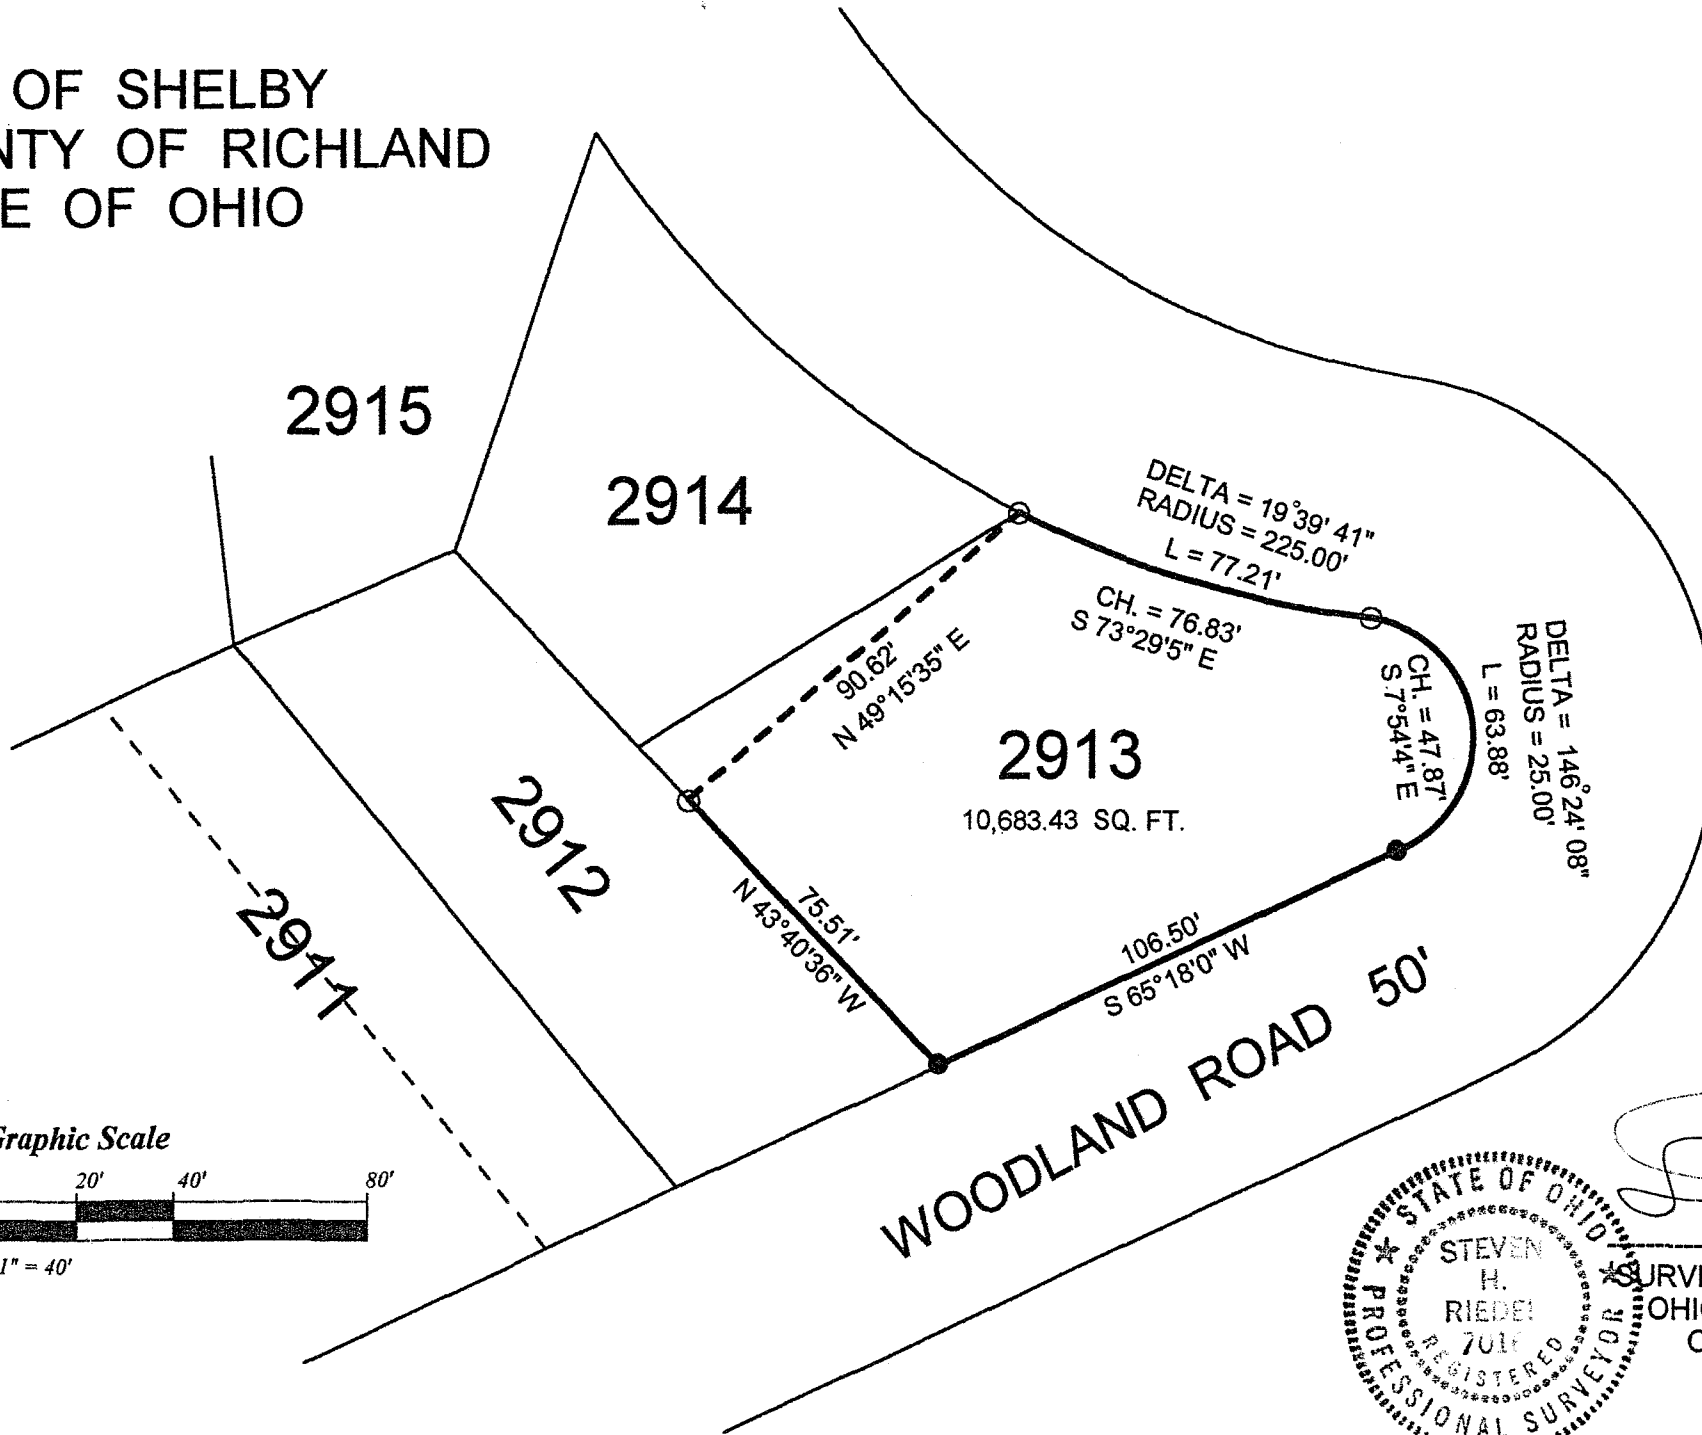 OF SHELBY
NTY OF RICHLAND
E OF OHIO
2915
2914
DELTA = 19°39' 41"
RADIUS = 225.00'
L = 77.21'
CH. = 76.83'
S 73°29'5" E
90.62'
N 49°15'35" E
DELTA = 146°24' 08"
RADIUS = 25.00'
L = 63.88'
CH. = 47.87'
S 7°54'4" E
2913
10,683.43 SQ. FT.
2912
2911
75.51'
N 43°40'36" W
106.50'
S 65°18'0" W
WOODLAND ROAD 50'
Graphic Scale
20' 40' 80'
1" = 40'
STATE OF OHIO
STEVEN
H.
RIEDEL
REGISTERED
PROFESSIONAL SURVEYOR
SURV
OHI